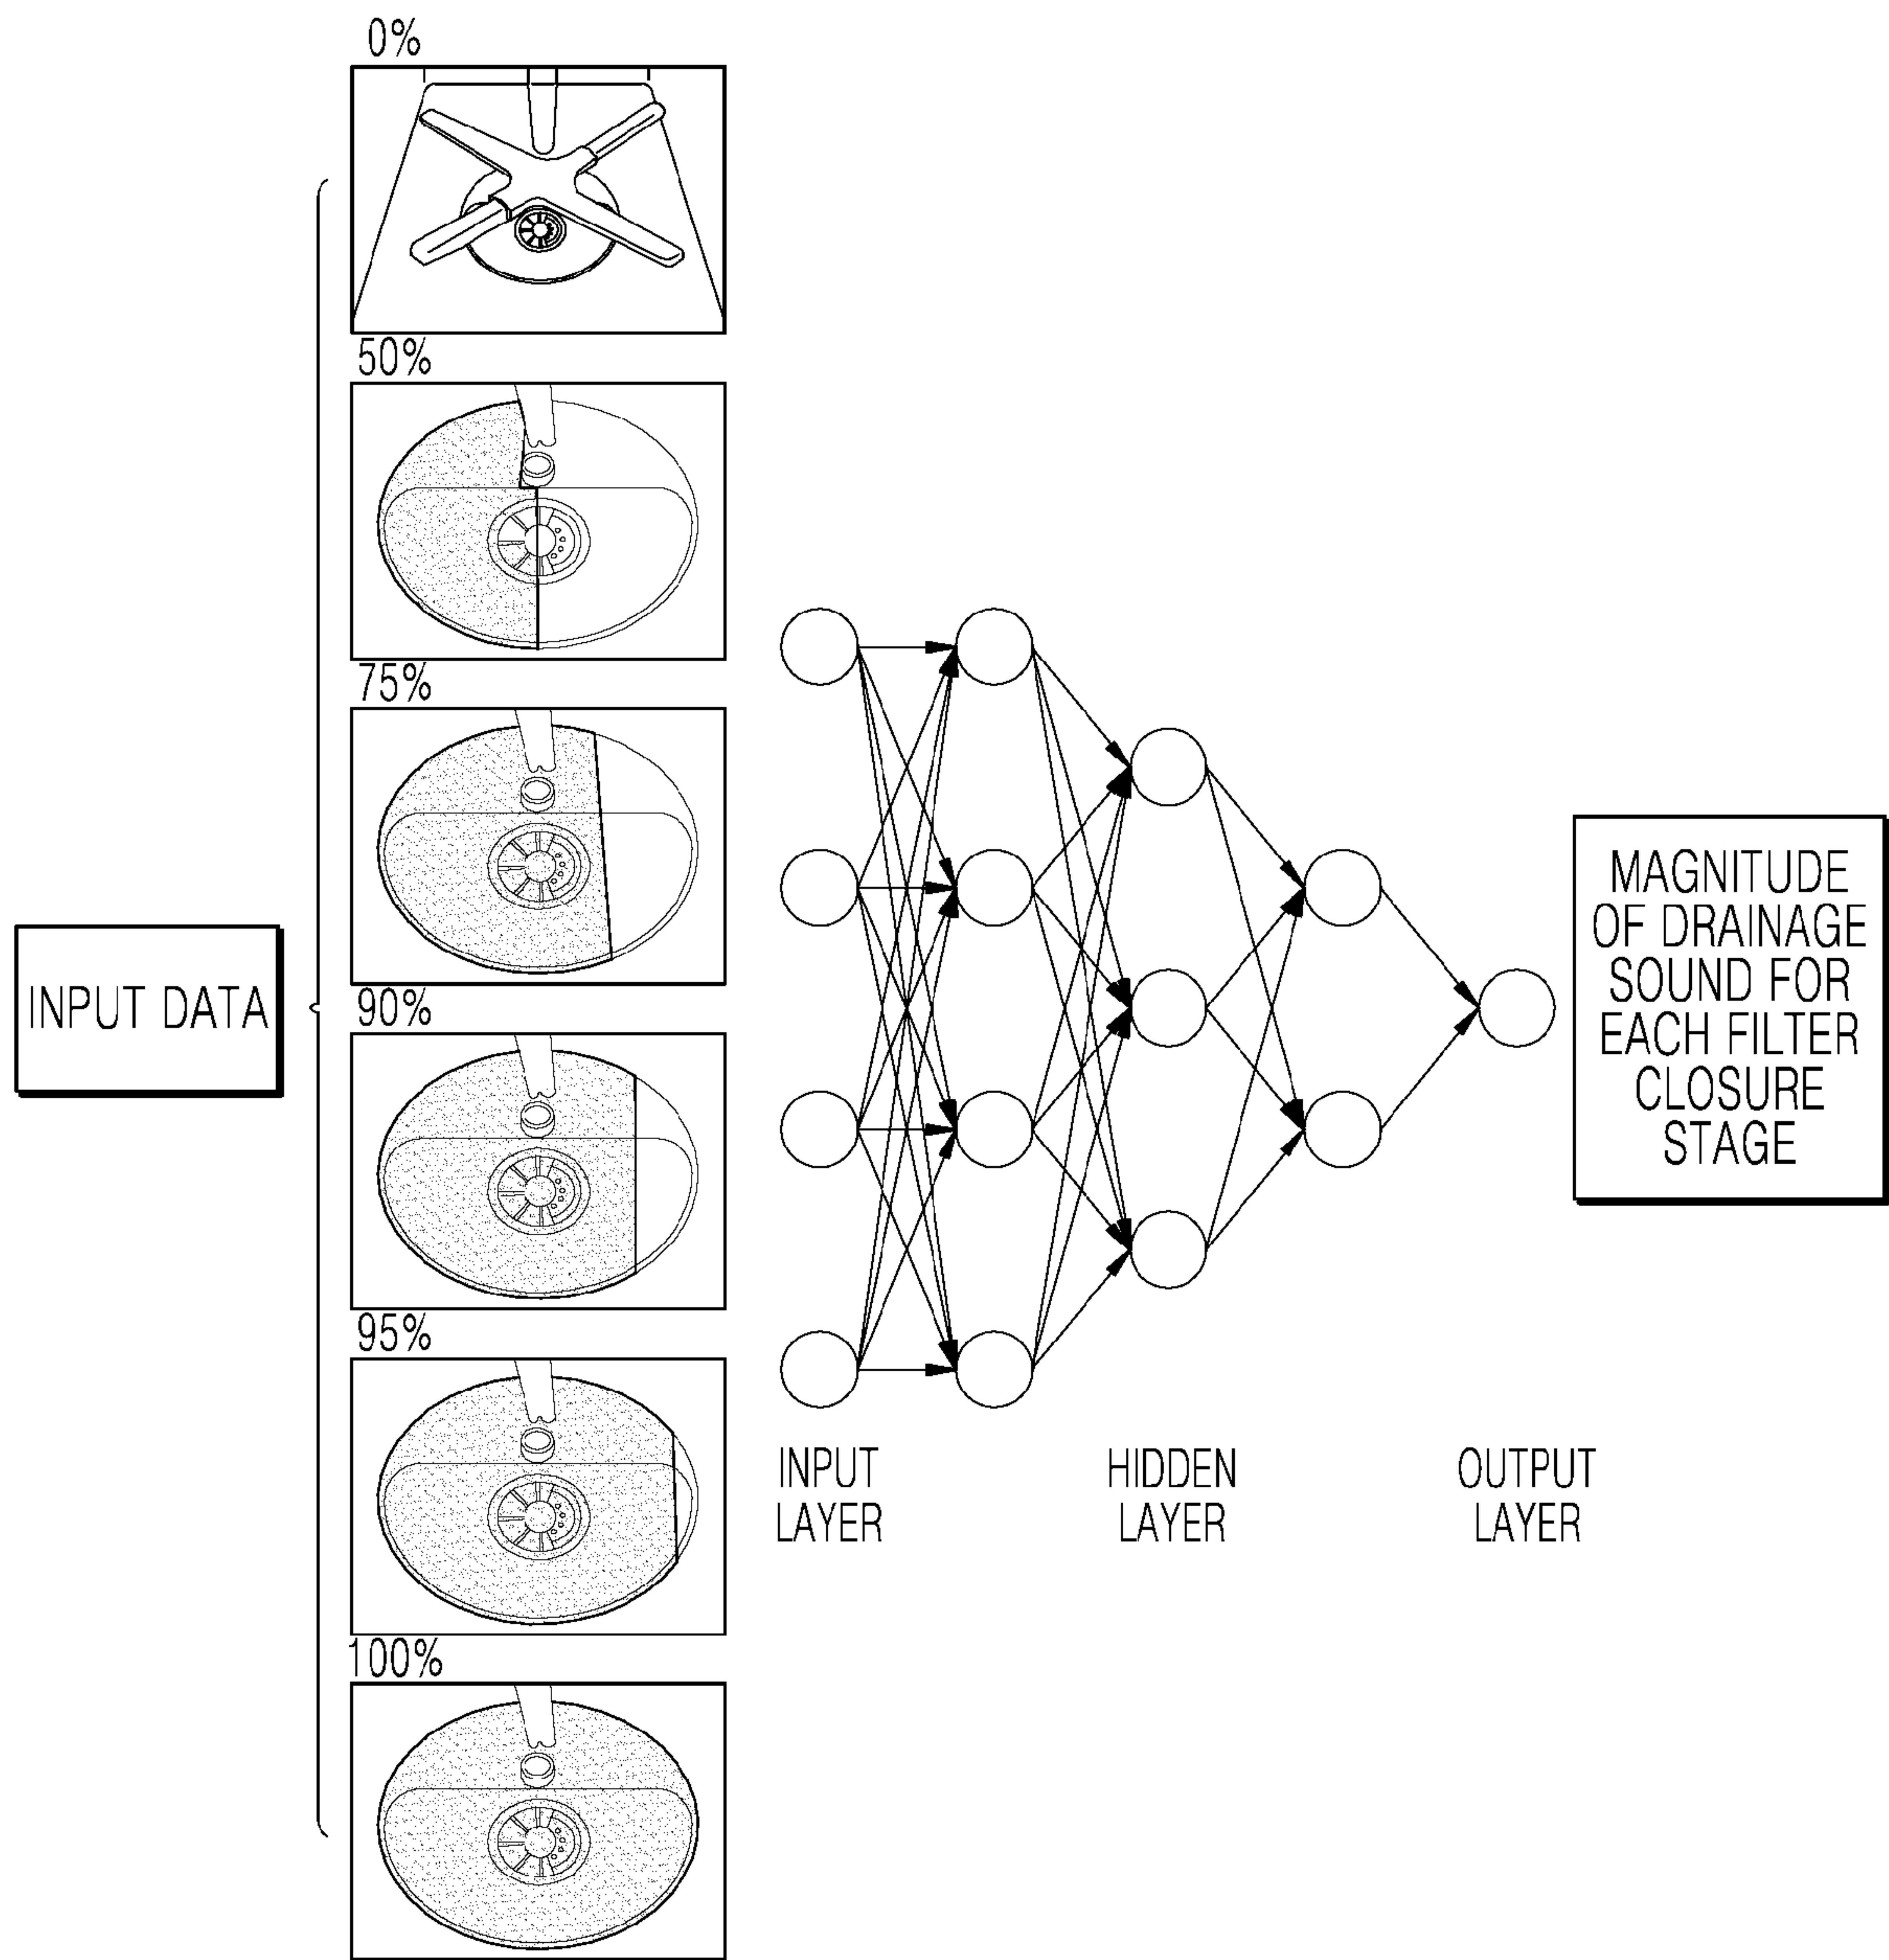 0%
50%
75%
90%
95%
100%
INPUT DATA
INPUT
LAYER
HIDDEN
LAYER
OUTPUT
LAYER
MAGNITUDE
OF DRAINAGE
SOUND FOR
EACH FILTER
CLOSURE
STAGE